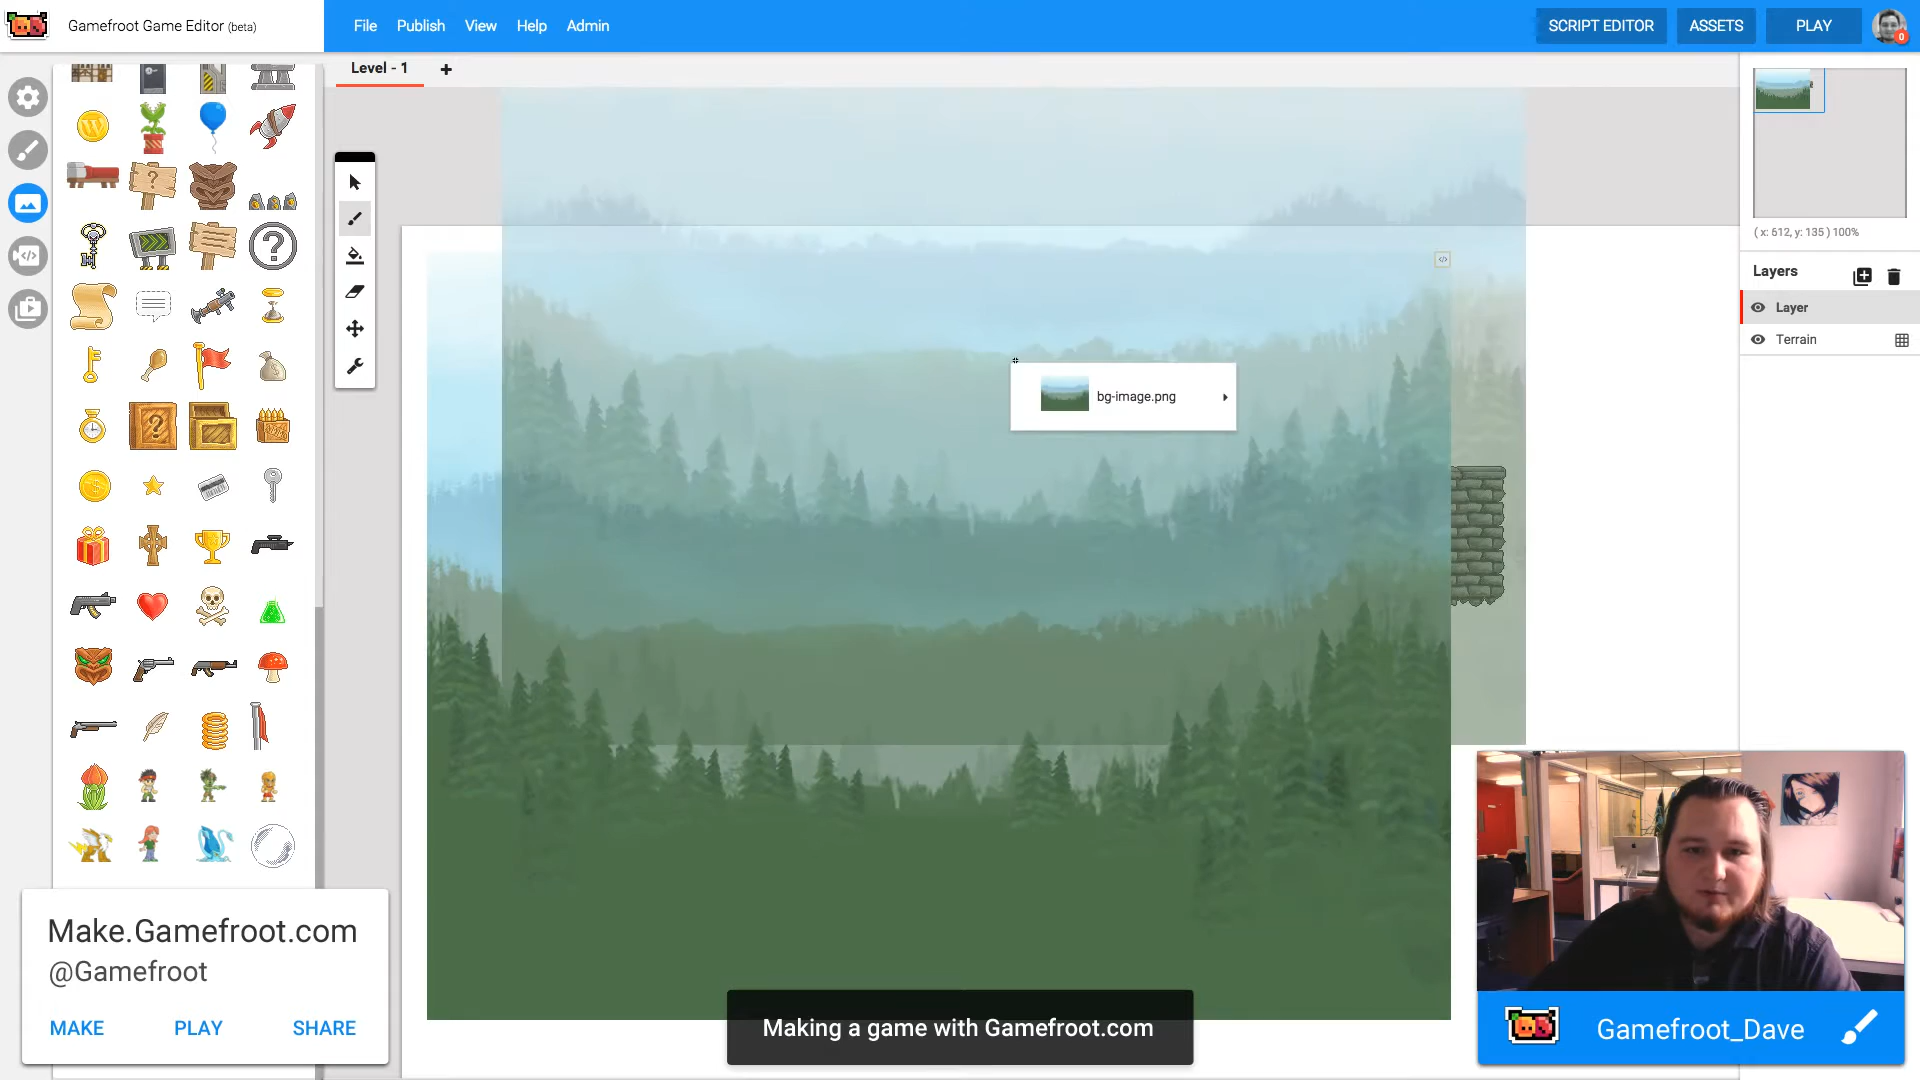 Gamefroot Game Editor (beta)
File Publish View Help Admin
SCRIPT EDITOR ASSETS PLAY
0
Level - 1 +
( x: 612, y: 135 ) 100%
Layers
Layer
Terrain
bg-image.png
Make.Gamefroot.com
@Gamefroot
MAKE PLAY SHARE
Making a game with Gamefroot.com
Gamefroot_Dave